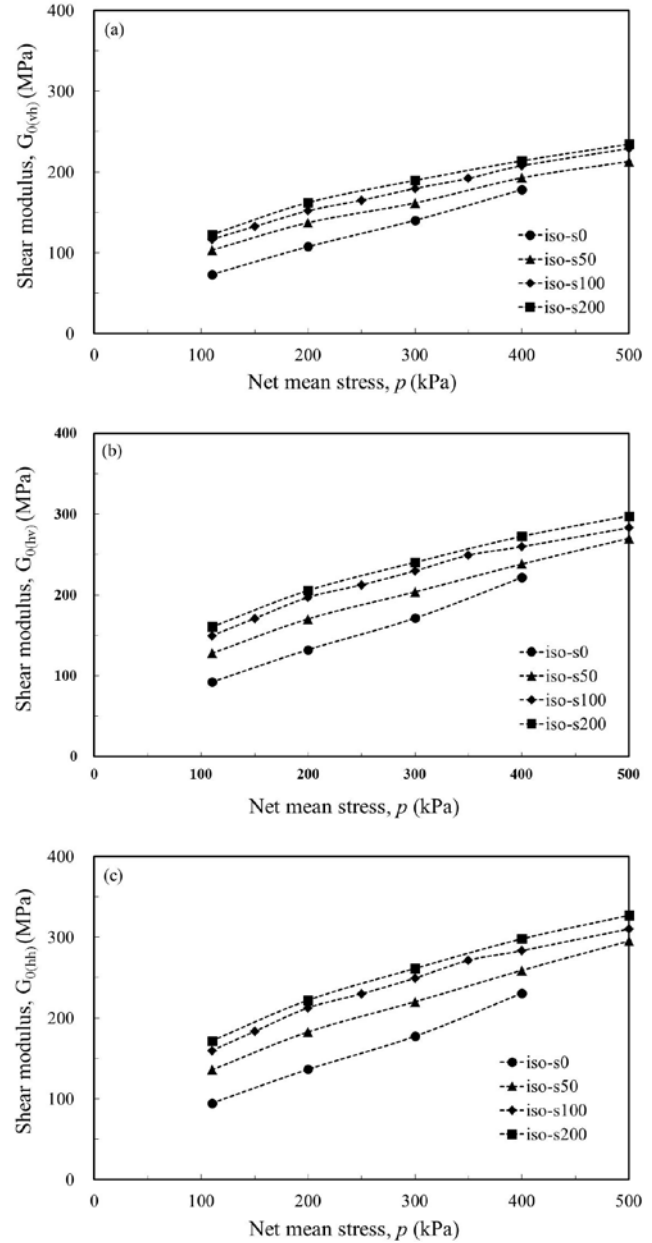 400
(a)
Shear modulus, G0(vh) (MPa)
300
200
100
0
iso-s0
iso-s50
iso-s100
iso-s200
0 100 200 300 400 500
Net mean stress, p (kPa)
400
(b)
Shear modulus, G0(hv) (MPa)
300
200
100
0
iso-s0
iso-s50
iso-s100
iso-s200
0 100 200 300 400 500
Net mean stress, p (kPa)
400
(c)
Shear modulus, G0(hh) (MPa)
300
200
100
0
iso-s0
iso-s50
iso-s100
iso-s200
0 100 200 300 400 500
Net mean stress, p (kPa)